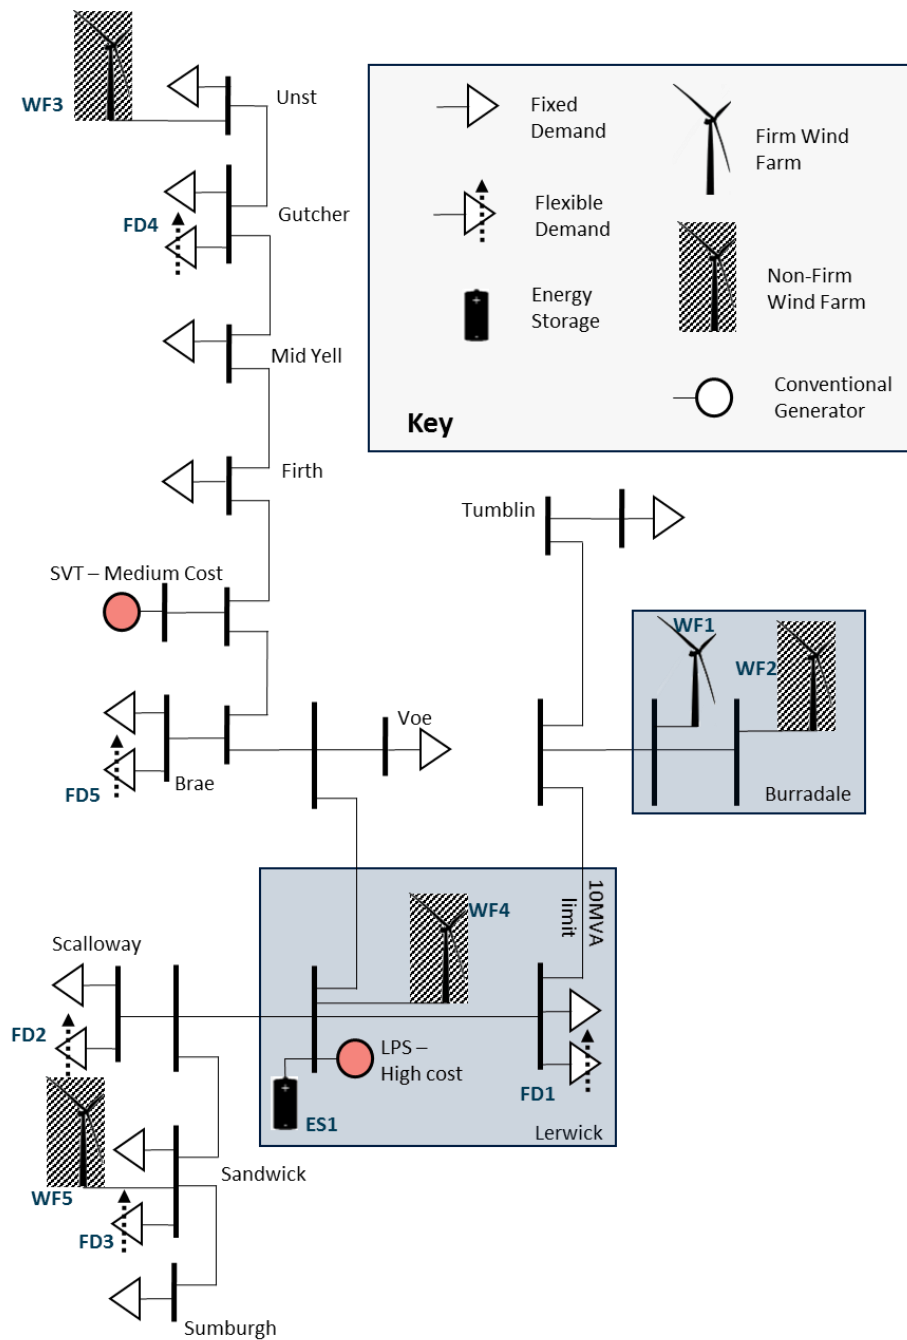 WF3
Unst
Gutcher
FD4
Mid Yell
Firth
SVT – Medium Cost
Fixed
Demand
Flexible
Demand
Energy
Storage
Key
Firm Wind
Farm
Non-Firm
Wind Farm
Conventional
Generator
Tumblin
WF1
WF2
Burradale
Voe
Brae
FD5
10MVA
limit
WF4
LPS –
High cost
ES1
FD1
Lerwick
Scalloway
FD2
WF5
Sandwick
FD3
Sumburgh